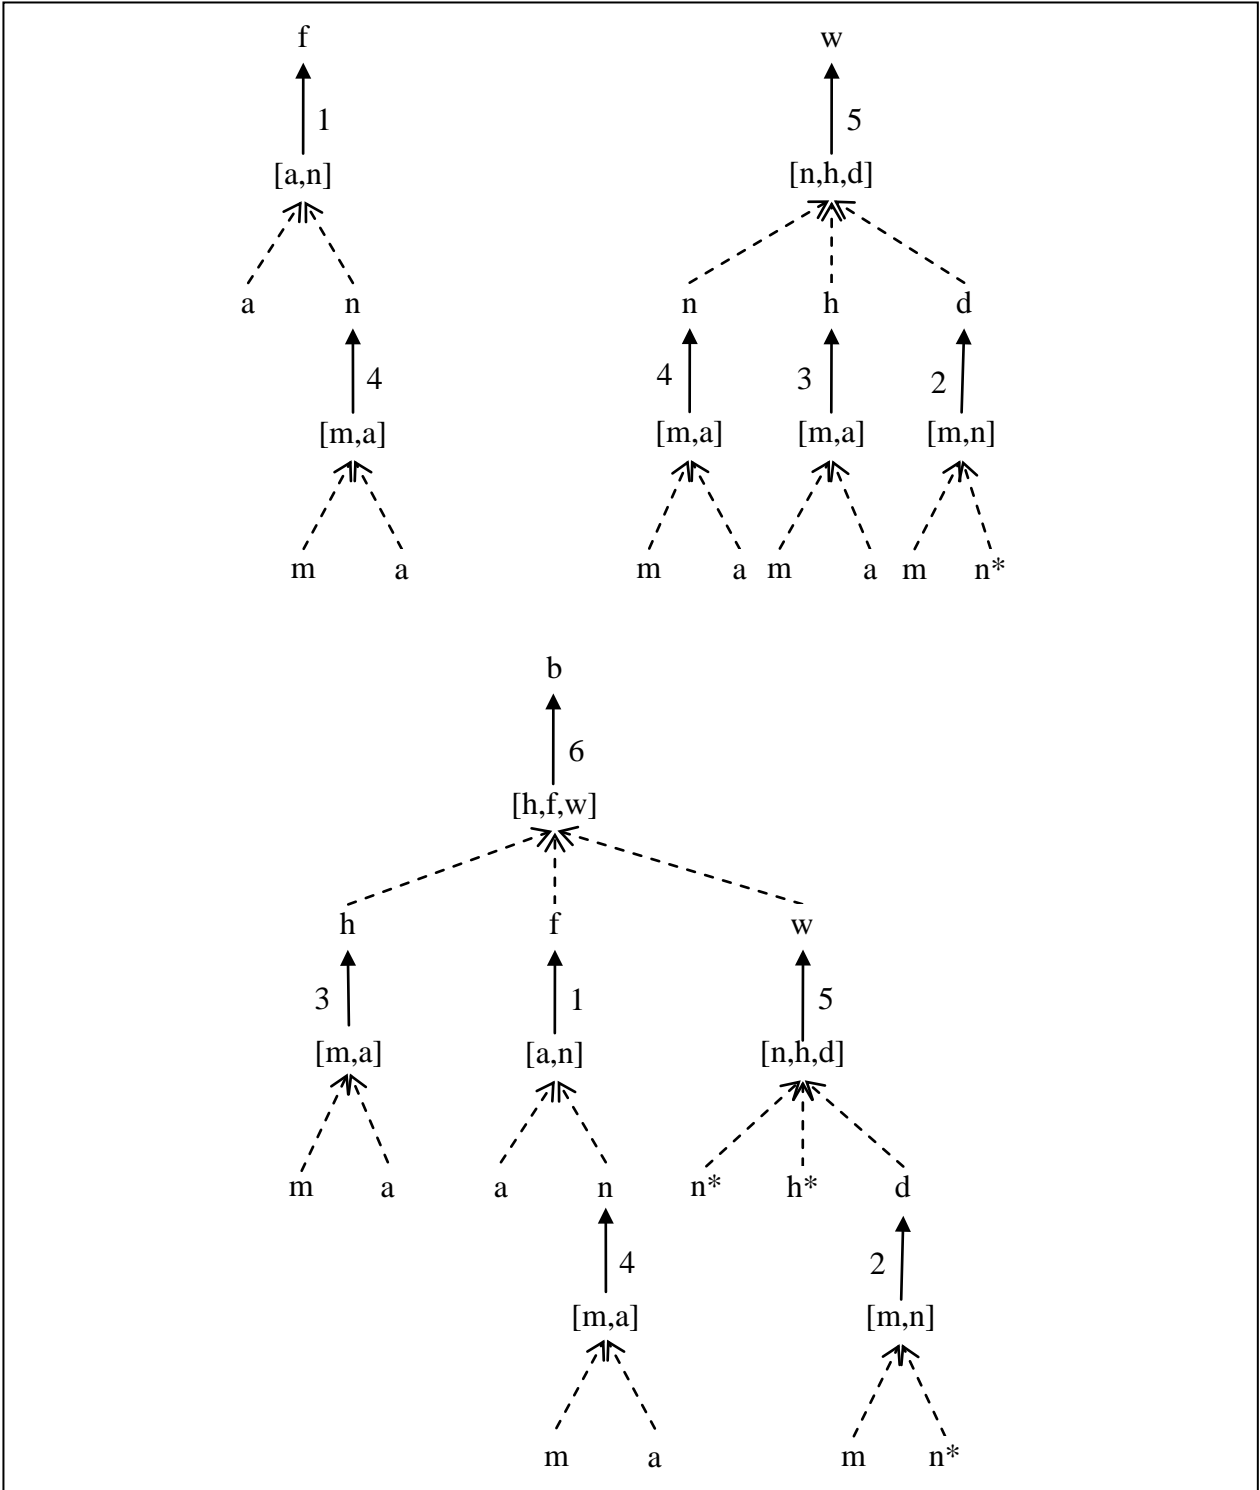 f w
1 5
[a,n] [n,h,d]
a n n h d
4 4 3 2
[m,a] [m,a] [m,a] [m,n]
m a m a m a m n*
b
6
[h,f,w]
h f w
3 1 5
[m,a] [a,n] [n,h,d]
m a a n n* h* d
4 2
[m,a] [m,n]
m a m n*